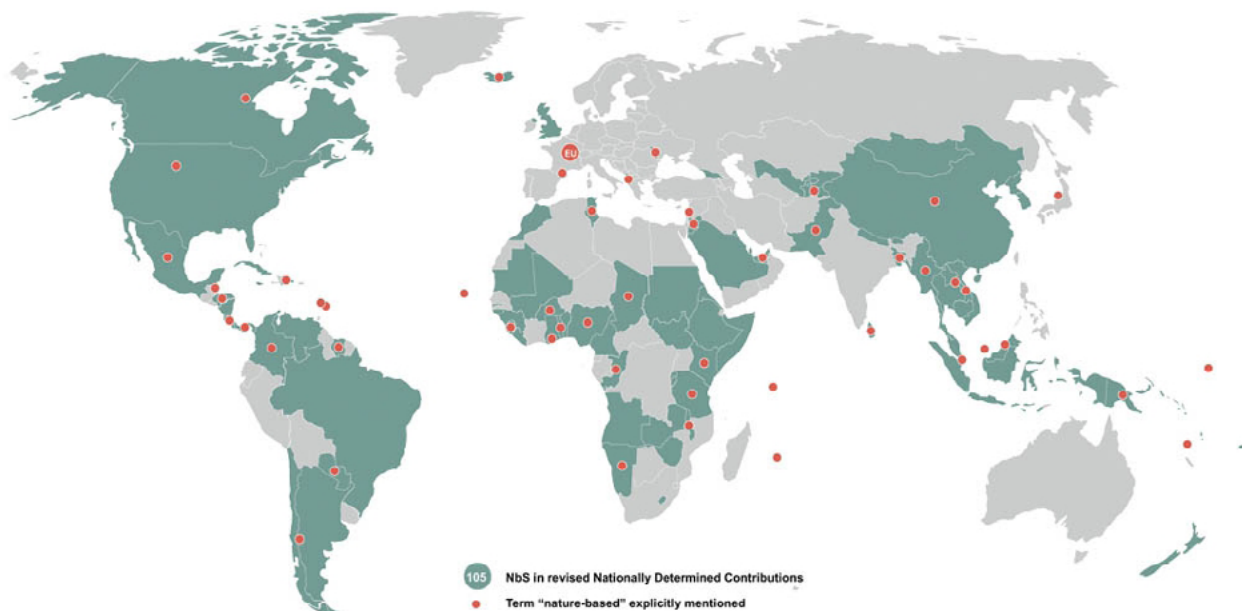 EU
105 NbS in revised Nationally Determined Contributions
Term “nature-based” explicitly mentioned